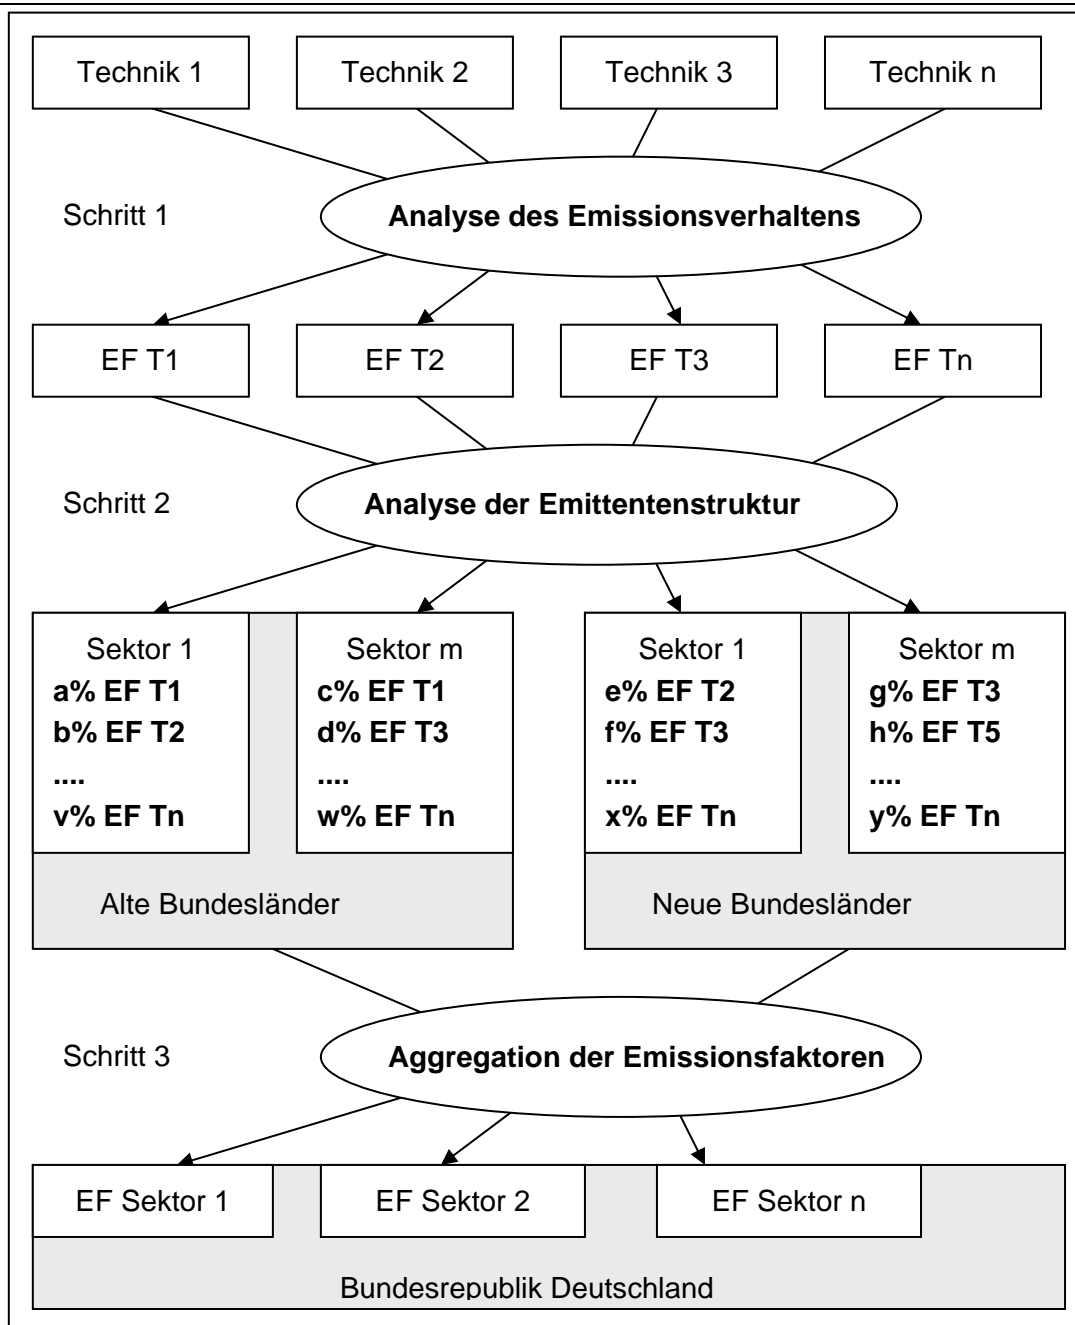 Technik 1
Technik 2
Technik 3
Technik n
Schritt 1
Analyse des Emissionsverhaltens
EF T1
EF T2
EF T3
EF Tn
Schritt 2
Analyse der Emittentenstruktur
Sektor 1
a% EF T1
b% EF T2
....
v% EF Tn
Sektor m
c% EF T1
d% EF T3
....
w% EF Tn
Alte Bundesländer
Sektor 1
e% EF T2
f% EF T3
....
x% EF Tn
Sektor m
g% EF T3
h% EF T5
....
y% EF Tn
Neue Bundesländer
Schritt 3
Aggregation der Emissionsfaktoren
EF Sektor 1
EF Sektor 2
EF Sektor n
Bundesrepublik Deutschland